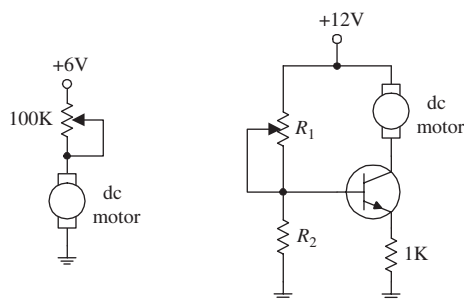 +6V
100K
dc
motor
+12V
R1
dc
motor
R2
1K